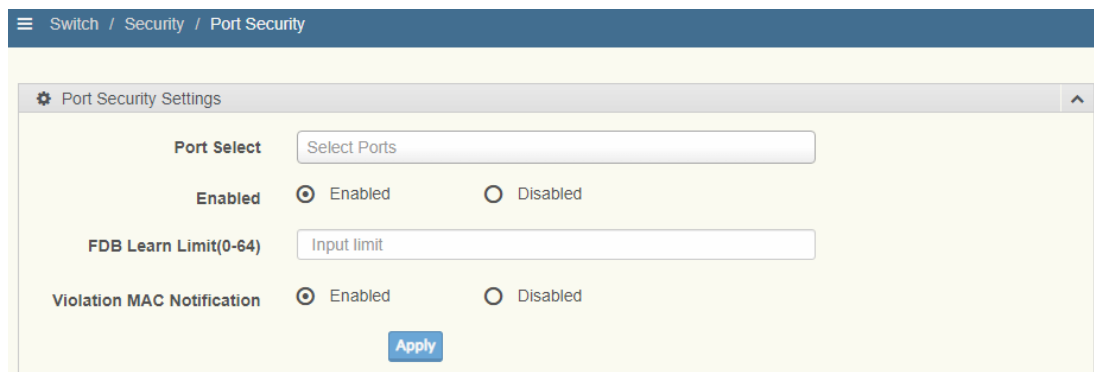 Switch / Security / Port Security
Port Security Settings
Port Select Select Ports
Enabled Enabled Disabled
FDB Learn Limit(0-64) Input limit
Violation MAC Notification Enabled Disabled
Apply